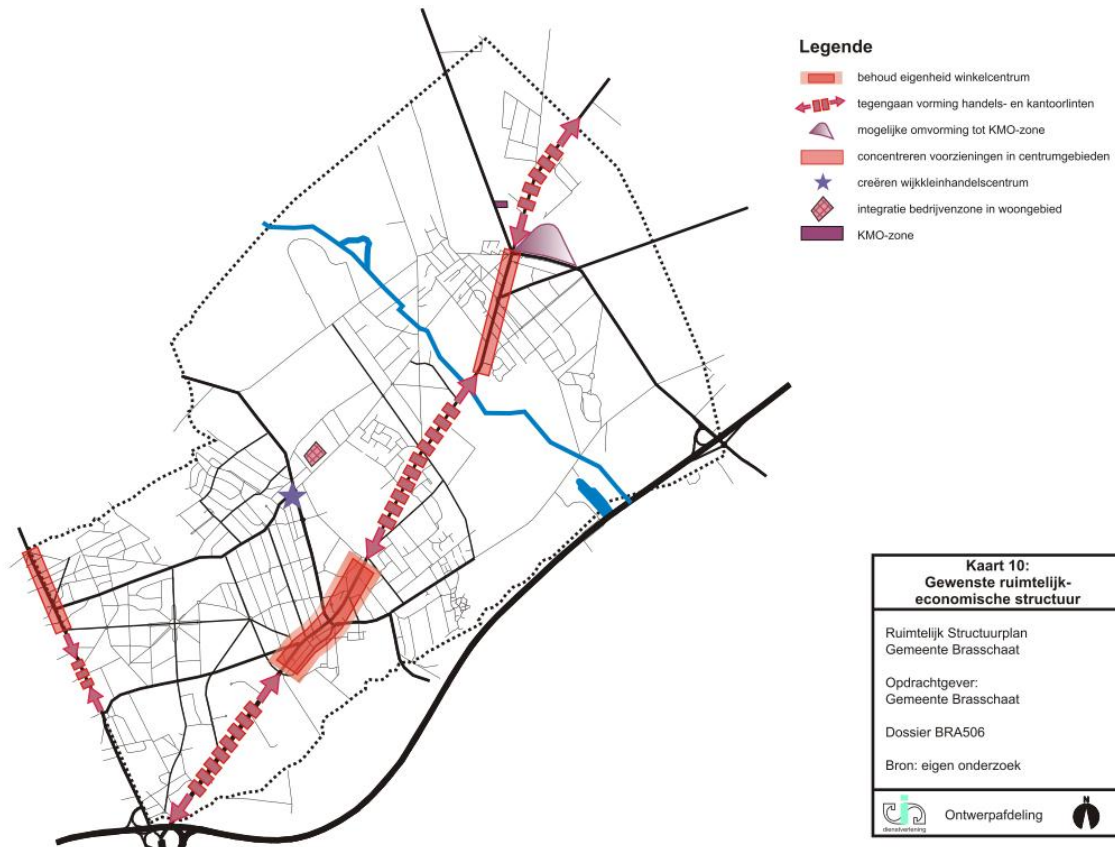 Legende
behoud eigenheid winkelcentrum
tegengaan vorming handels- en kantoorlinten
mogelijke omvorming tot KMO-zone
concentreren voorzieningen in centrumgebieden
creëren wijkkleinhandelscentrum
integratie bedrijvenzone in woongebied
KMO-zone
Kaart 10:
Gewenste ruimtelijk-
economische structuur
Ruimtelijk Structuurplan
Gemeente Brasschaat
Opdrachtgever:
Gemeente Brasschaat
Dossier BRA506
Bron: eigen onderzoek
dienstverlening
Ontwerpafdeling
N